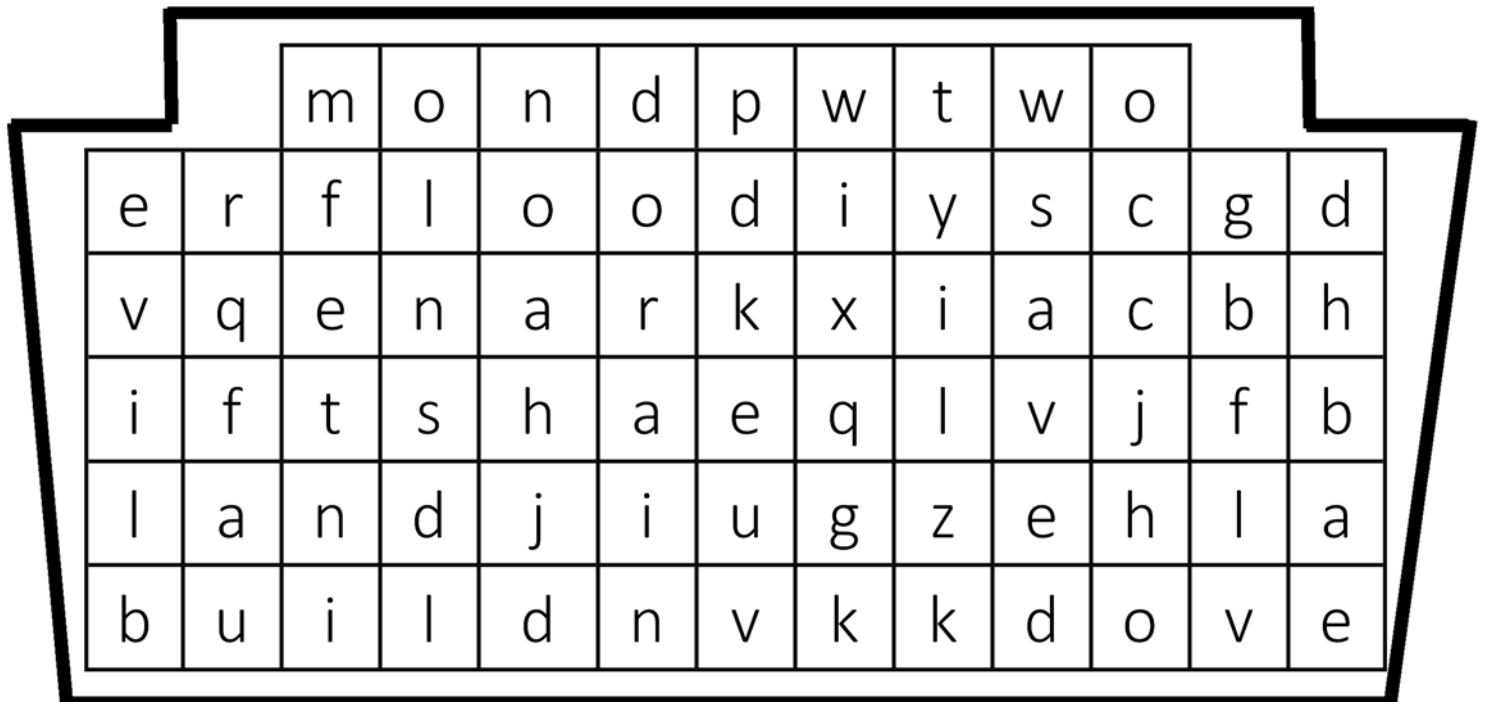 m o n d p w t w o
e r f l o o d i y s c g d
v q e n a r k x i a c b h
i f t s h a e q l v j f b
l a n d j i u g z e h l a
b u i l d n v k k d o v e